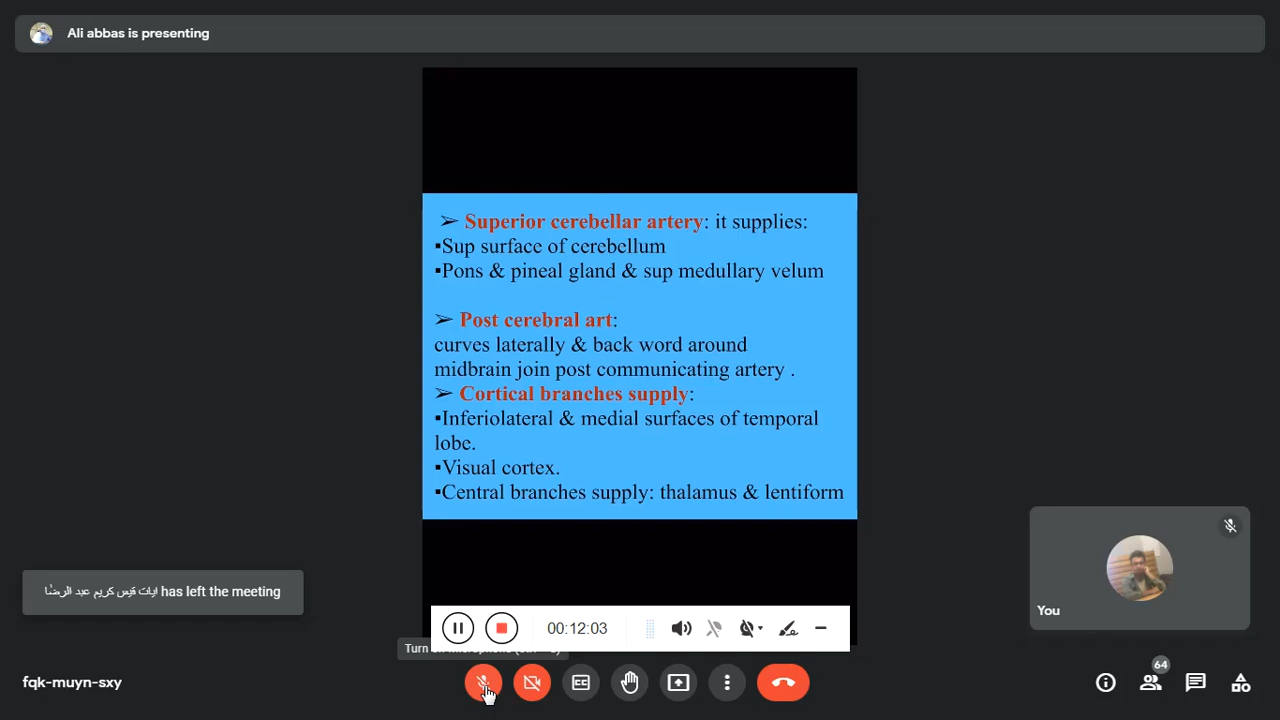 Ali abbas is presenting
➢ Superior cerebellar artery: it supplies:
▪Sup surface of cerebellum
▪Pons & pineal gland & sup medullary velum
➢ Post cerebral art:
curves laterally & back word around
midbrain join post communicating artery .
➢ Cortical branches supply:
▪Inferiolateral & medial surfaces of temporal
lobe.
▪Visual cortex.
▪Central branches supply: thalamus & lentiform
ايات قيس كريم عبد الرضا has left the meeting
You
00:12:03
64
fqk-muyn-sxy